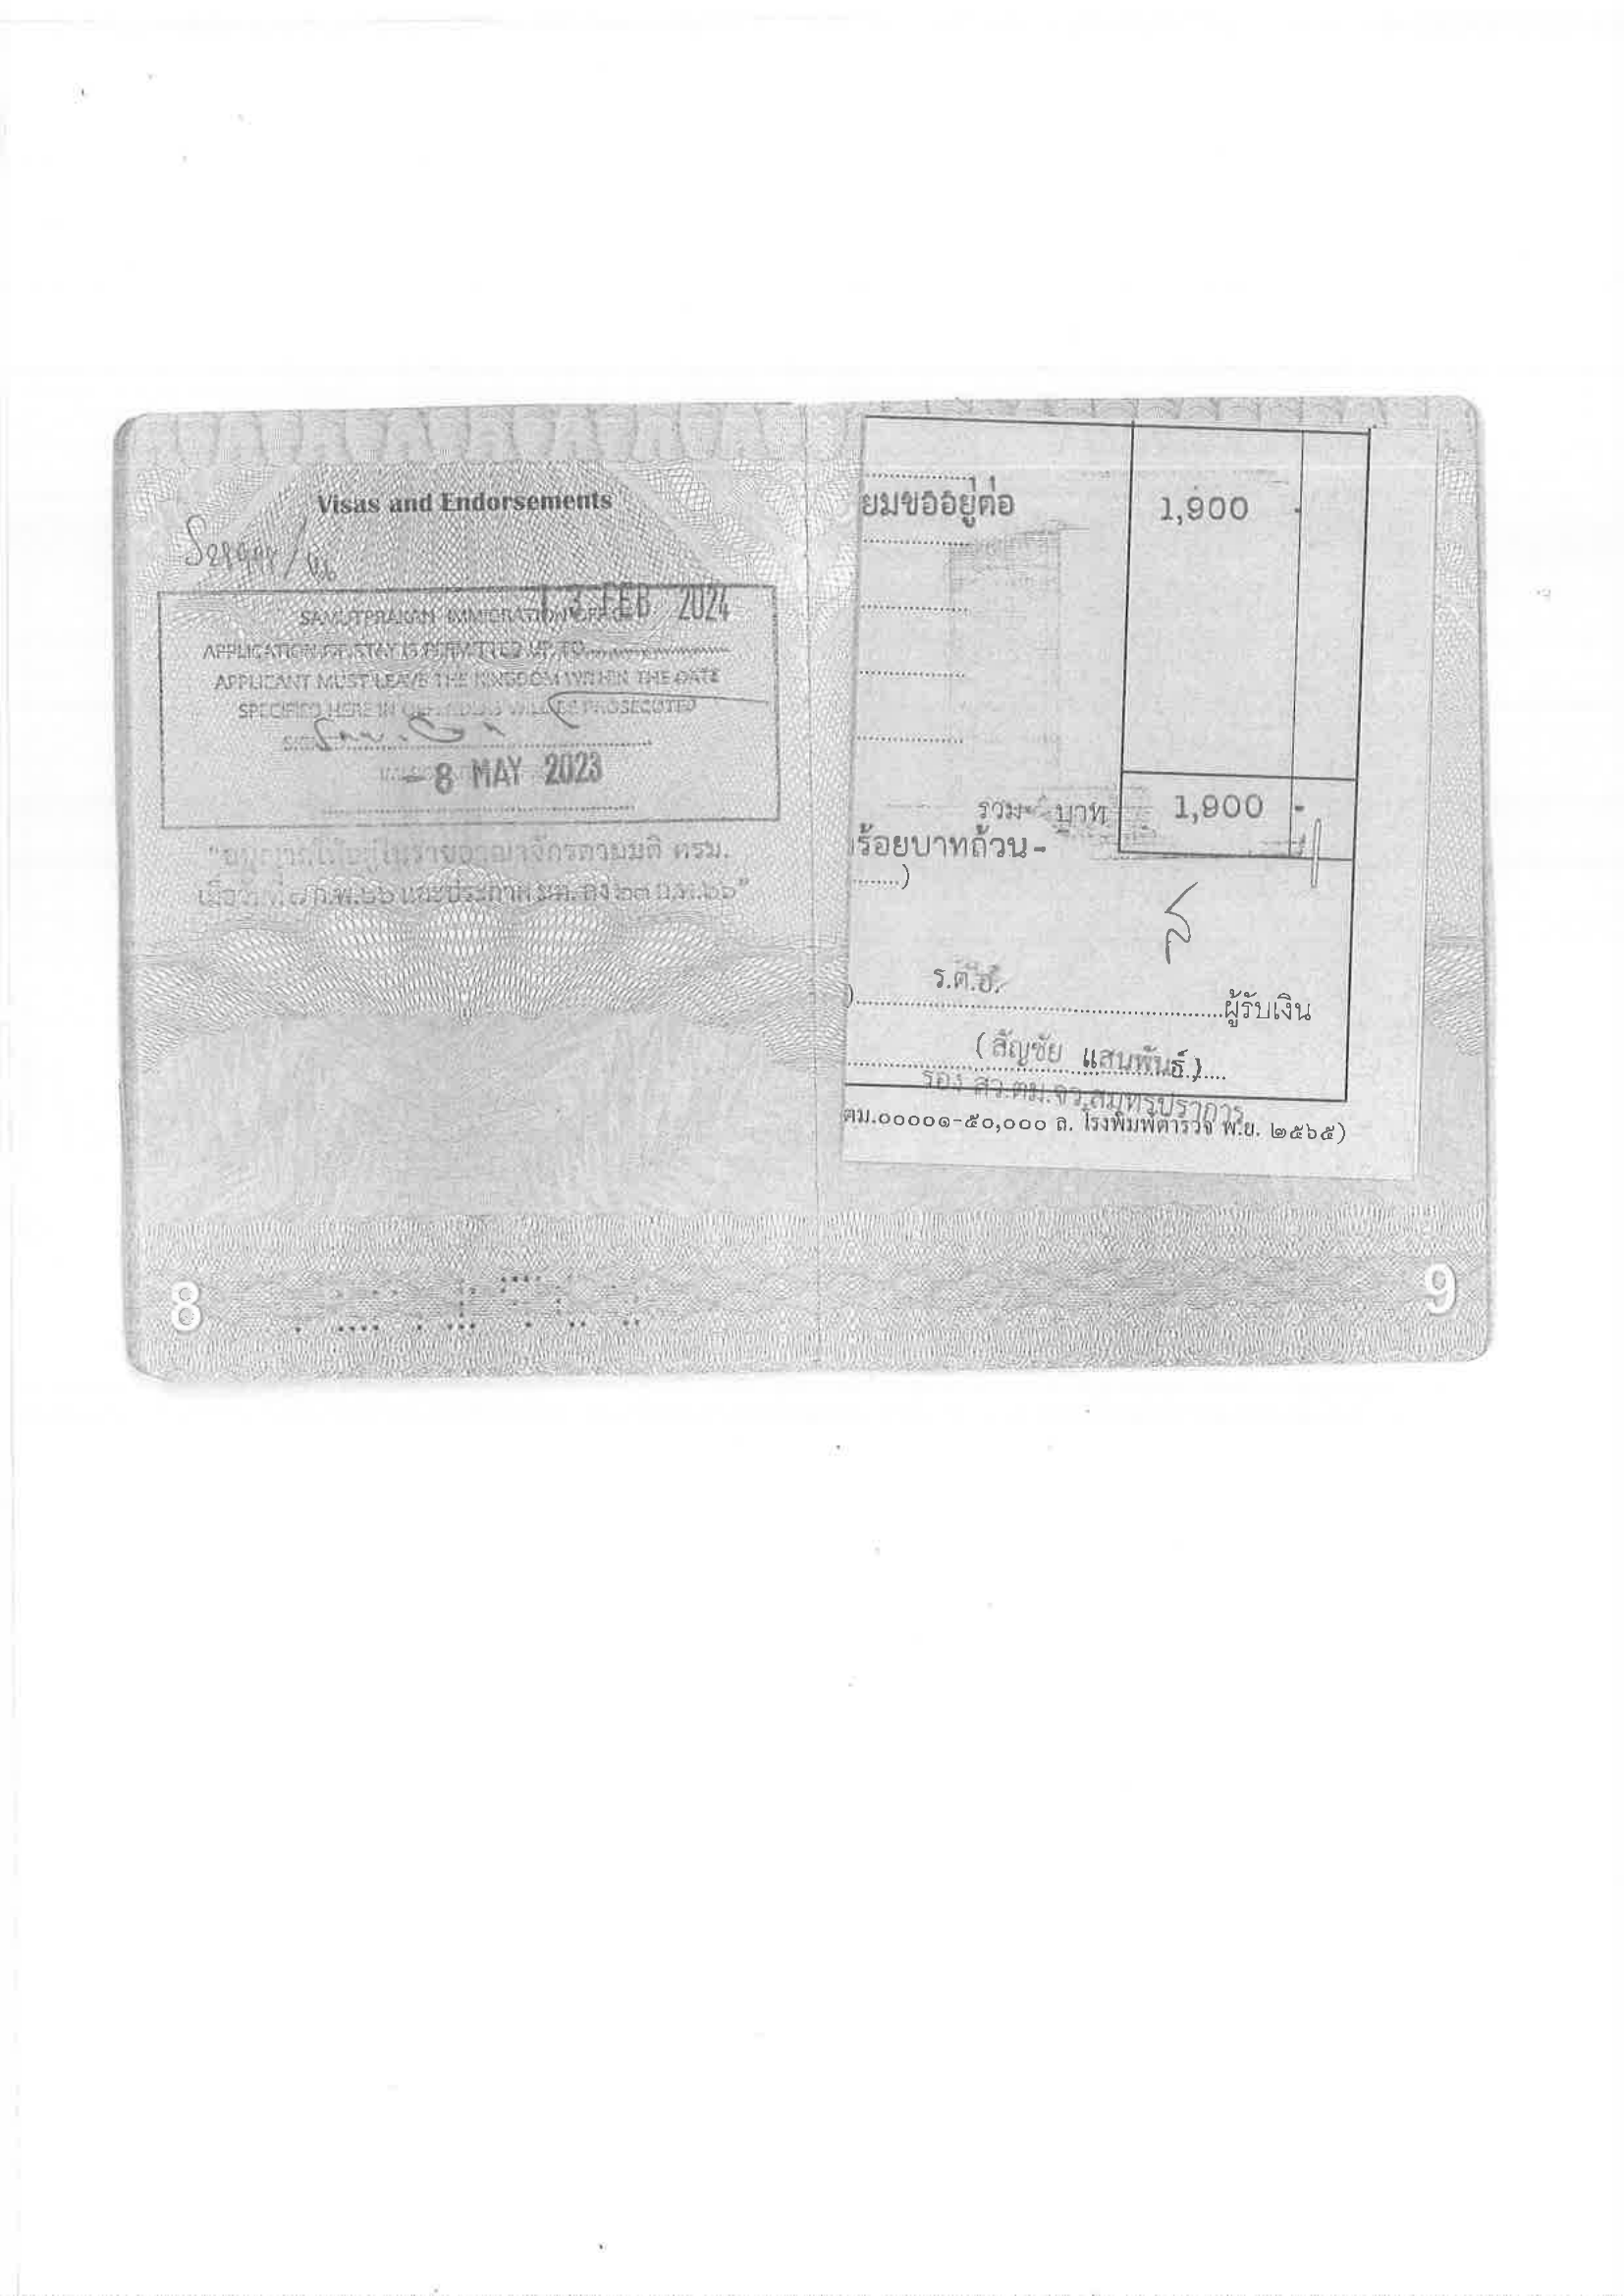 Visas and Endorsements
SAMUTPRAKAN IMMIGRATION OFFICE
13 FEB 2024
APPLICATION OF STAY IS PERMITTED UP TO
APPLICANT MUST LEAVE THE KINGDOM WITHIN THE DATE
SPECIFIED HERE IN OFFENDERS WILL BE PROSECUTED
-8 MAY 2023
"อนุญาตให้อยู่ในราชอาณาจักรตามมติ ครม.
เมื่อวันที่ ๗ ก.พ.๖๖ และประกาศ มท. ลง ๒๓ ก.พ.๖๖"
8
ยมขออยู่ต่อ 1,900 -
รวม บาท 1,900 -
ร้อยบาทถ้วน-
........)
ร.ต.อ.
)..........ผู้รับเงิน
(สัญชัย แสนพันธ์)
รอง สว.ตม.จว.สมุทรปราการ
ตม.๐๐๐๐๑-๕๐,๐๐๐ ล. โรงพิมพ์ตำรวจ พ.ย. ๒๕๖๕)
9